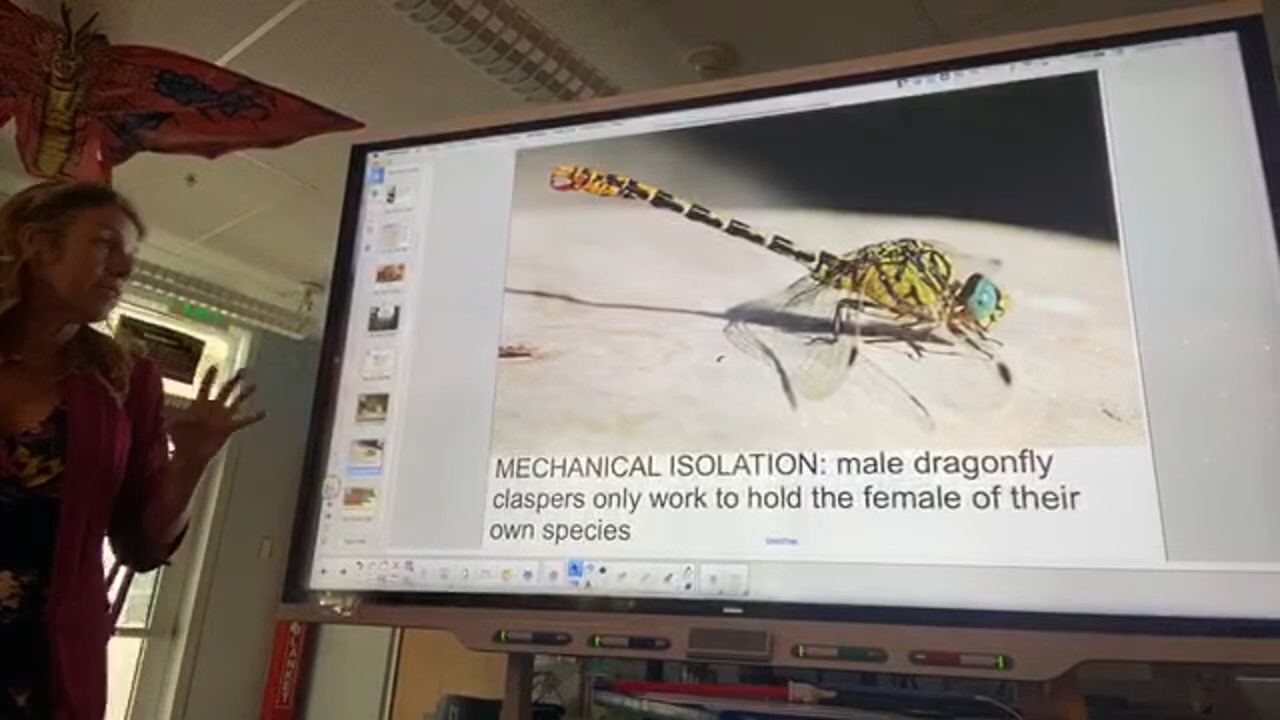 MECHANICAL ISOLATION: male dragonfly
claspers only work to hold the female of their
own species